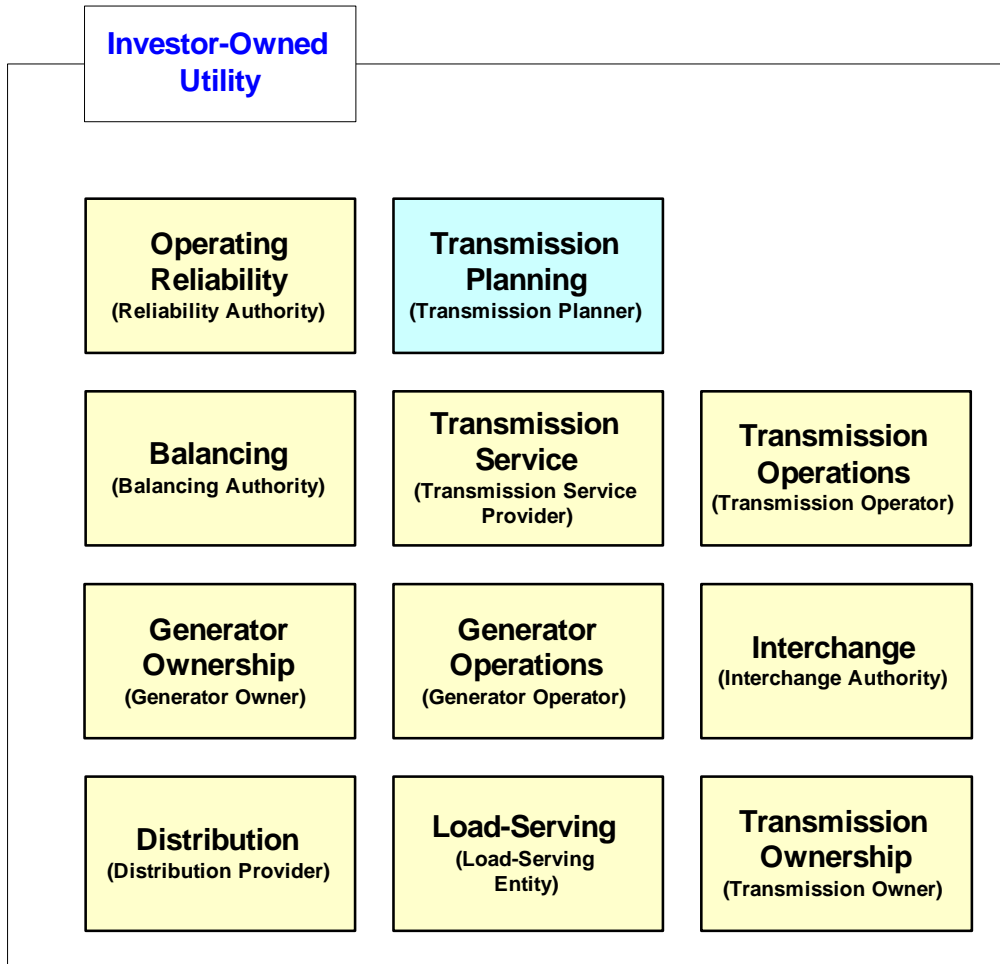 Investor-Owned
Utility
Operating
Reliability
(Reliability Authority)
Transmission
Planning
(Transmission Planner)
Balancing
(Balancing Authority)
Transmission
Service
(Transmission Service
Provider)
Transmission
Operations
(Transmission Operator)
Generator
Ownership
(Generator Owner)
Generator
Operations
(Generator Operator)
Interchange
(Interchange Authority)
Distribution
(Distribution Provider)
Load-Serving
(Load-Serving
Entity)
Transmission
Ownership
(Transmission Owner)